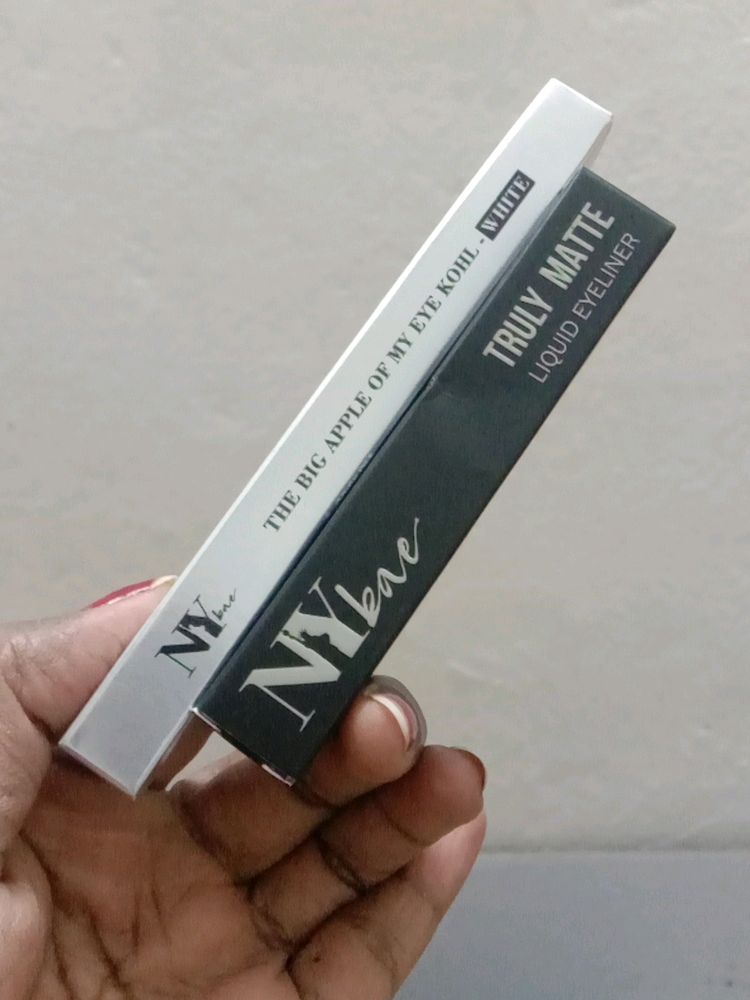 NYbae THE BIG APPLE OF MY EYE KOHL - WHITE
NYbae
TRULY MATTE
LIQUID EYELINER